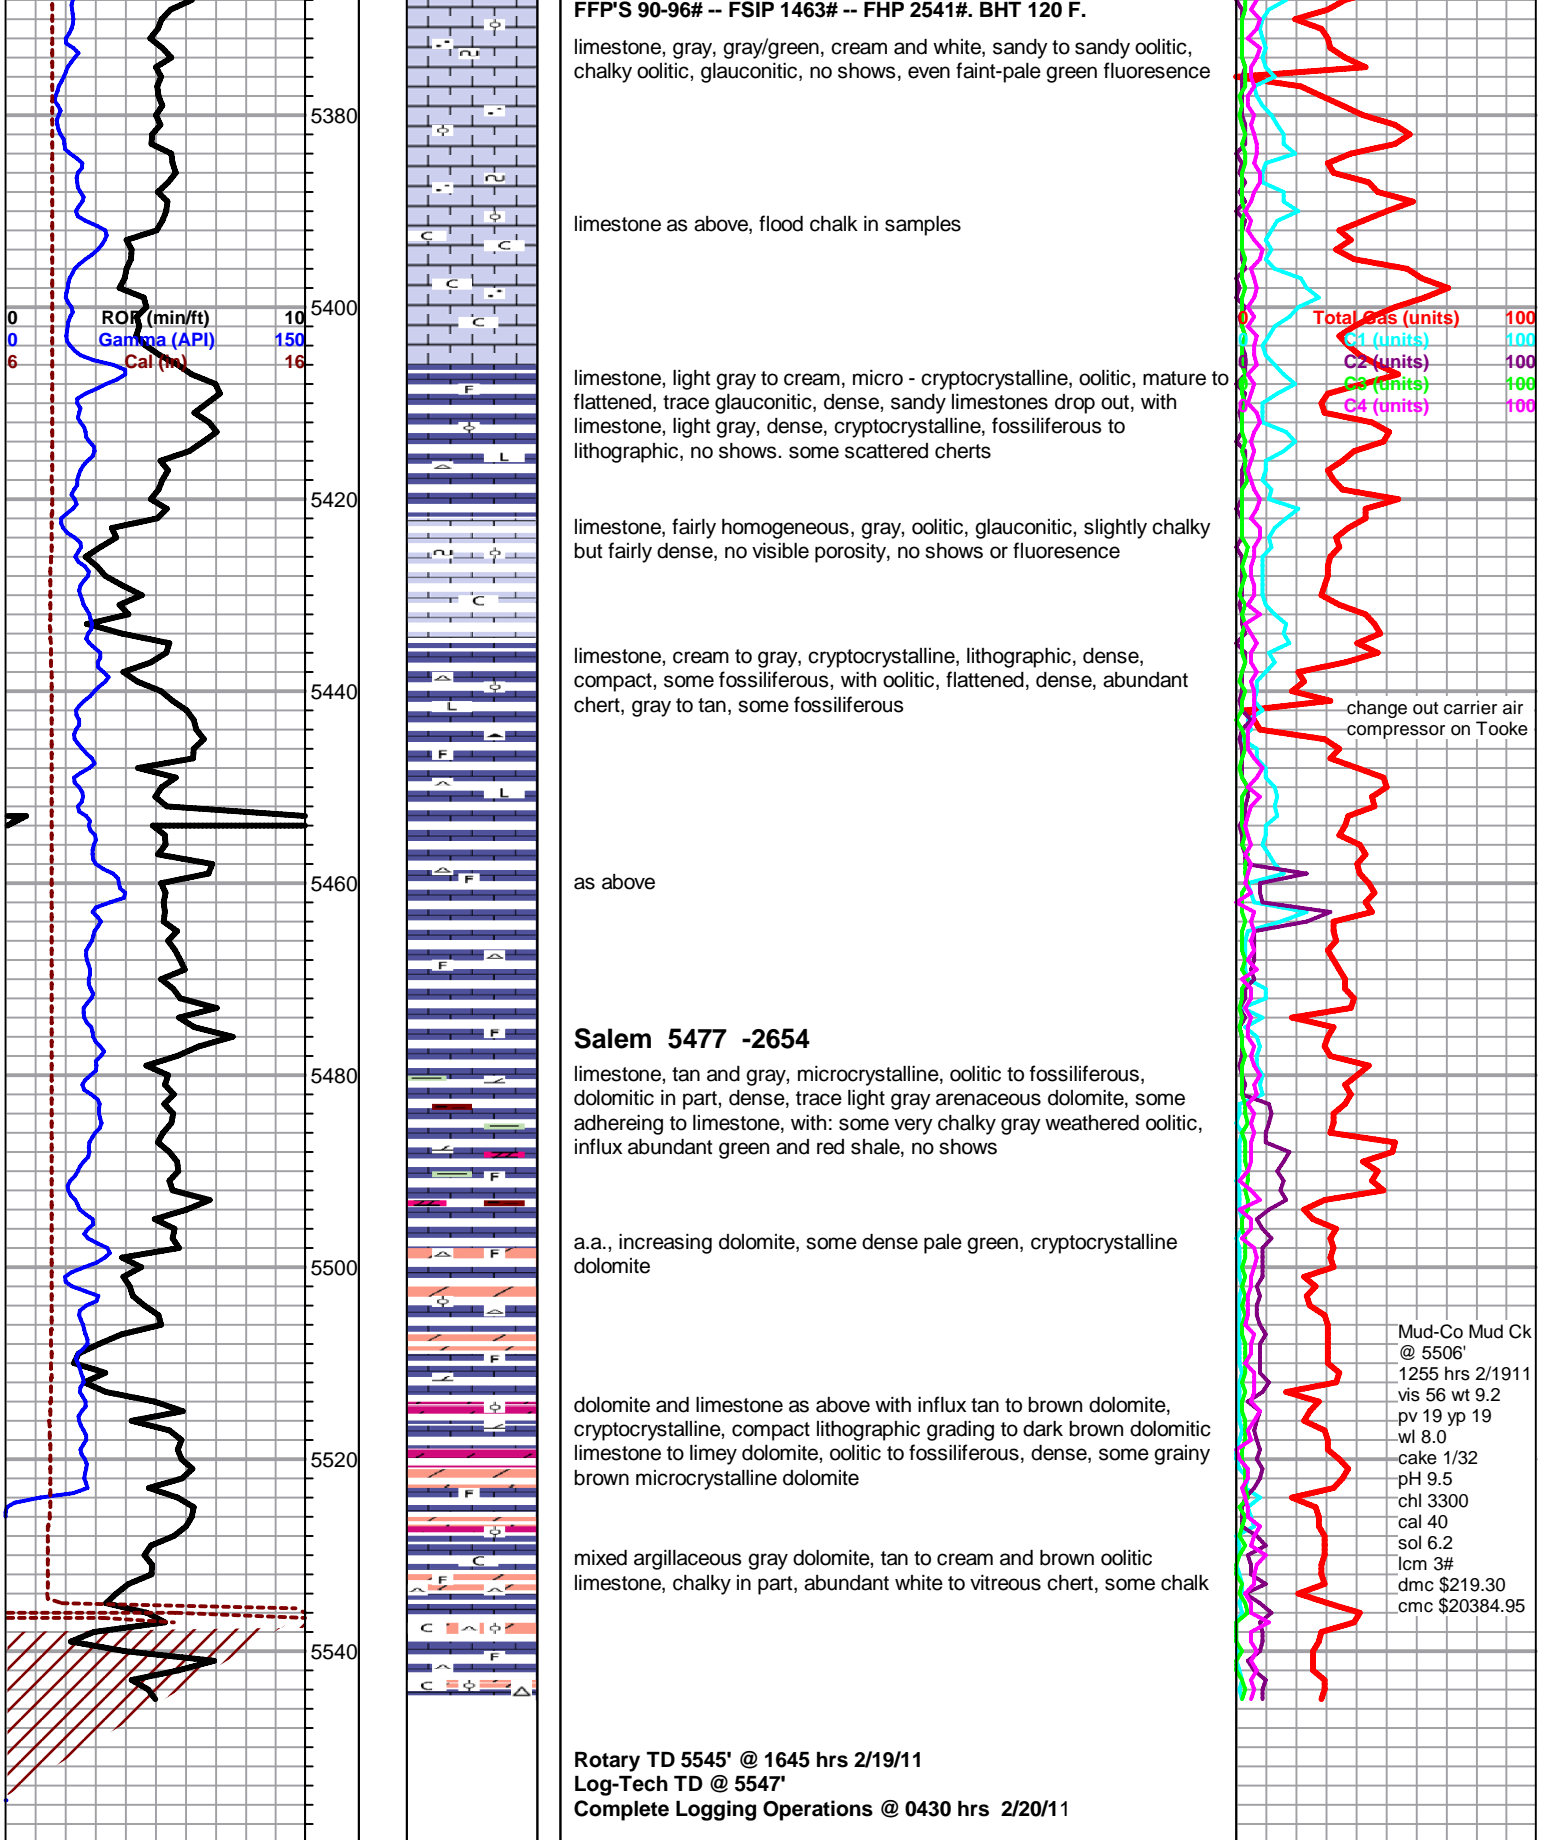 FFP'S 90-96# -- FSIP 1463# -- FHP 2541#. BHT 120 F.
limestone, gray, gray/green, cream and white, sandy to sandy oolitic,
chalky oolitic, glauconitic, no shows, even faint-pale green fluoresence
5380
limestone as above, flood chalk in samples
5400
0 ROP (min/ft) 10
0 Gamma (API) 150
6 Cal (in) 16
0 Total Gas (units) 100
0 C1 (units) 100
0 C2 (units) 100
0 C3 (units) 100
0 C4 (units) 100
limestone, light gray to cream, micro - cryptocrystalline, oolitic, mature to
flattened, trace glauconitic, dense, sandy limestones drop out, with
limestone, light gray, dense, cryptocrystalline, fossiliferous to
lithographic, no shows. some scattered cherts
5420
limestone, fairly homogeneous, gray, oolitic, glauconitic, slightly chalky
but fairly dense, no visible porosity, no shows or fluoresence
limestone, cream to gray, cryptocrystalline, lithographic, dense,
compact, some fossiliferous, with oolitic, flattened, dense, abundant
chert, gray to tan, some fossiliferous
5440
change out carrier air
compressor on Tooke
5460
as above
Salem 5477 -2654
limestone, tan and gray, microcrystalline, oolitic to fossiliferous,
dolomitic in part, dense, trace light gray arenaceous dolomite, some
adhereing to limestone, with: some very chalky gray weathered oolitic,
influx abundant green and red shale, no shows
5480
a.a., increasing dolomite, some dense pale green, cryptocrystalline
dolomite
5500
Mud-Co Mud Ck
@ 5506'
1255 hrs 2/1911
vis 56 wt 9.2
pv 19 yp 19
wl 8.0
cake 1/32
pH 9.5
chl 3300
cal 40
sol 6.2
lcm 3#
dmc $219.30
cmc $20384.95
dolomite and limestone as above with influx tan to brown dolomite,
cryptocrystalline, compact lithographic grading to dark brown dolomitic
limestone to limey dolomite, oolitic to fossiliferous, dense, some grainy
brown microcrystalline dolomite
5520
mixed argillaceous gray dolomite, tan to cream and brown oolitic
limestone, chalky in part, abundant white to vitreous chert, some chalk
5540
Rotary TD 5545' @ 1645 hrs 2/19/11
Log-Tech TD @ 5547'
Complete Logging Operations @ 0430 hrs 2/20/11